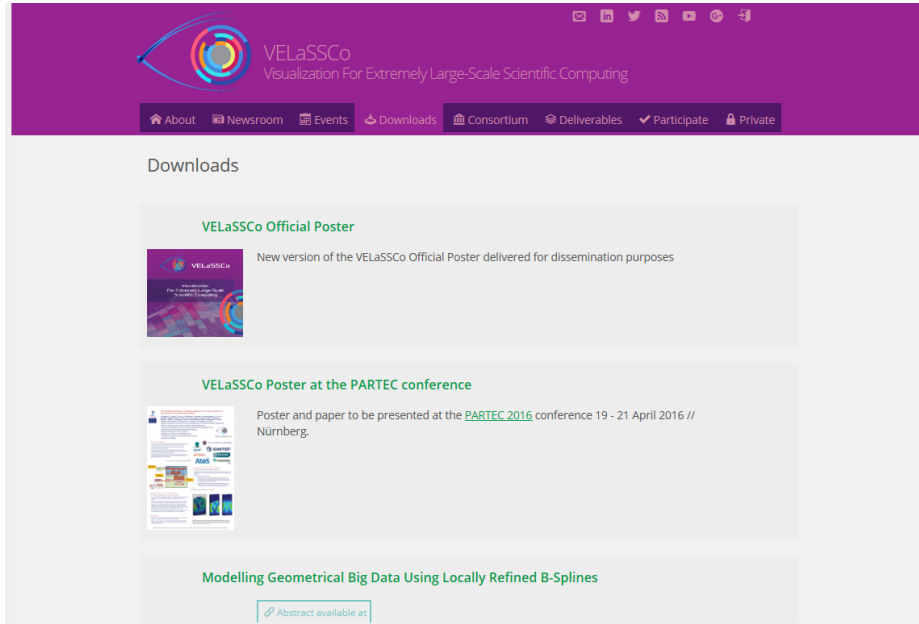 VELaSSCo
Visualization For Extremely Large-Scale Scientific Computing
About Newsroom Events Downloads Consortium Deliverables Participate Private
Downloads
VELaSSCo Official Poster
New version of the VELaSSCo Official Poster delivered for dissemination purposes
VELaSSCo
Visualization
For Extremely Large-Scale
Scientific Computing
VELaSSCo Poster at the PARTEC conference
Poster and paper to be presented at the PARTEC 2016 conference 19 - 21 April 2016 //
Nürnberg.
SINTEF
Atos
Modelling Geometrical Big Data Using Locally Refined B-Splines
Abstract available at